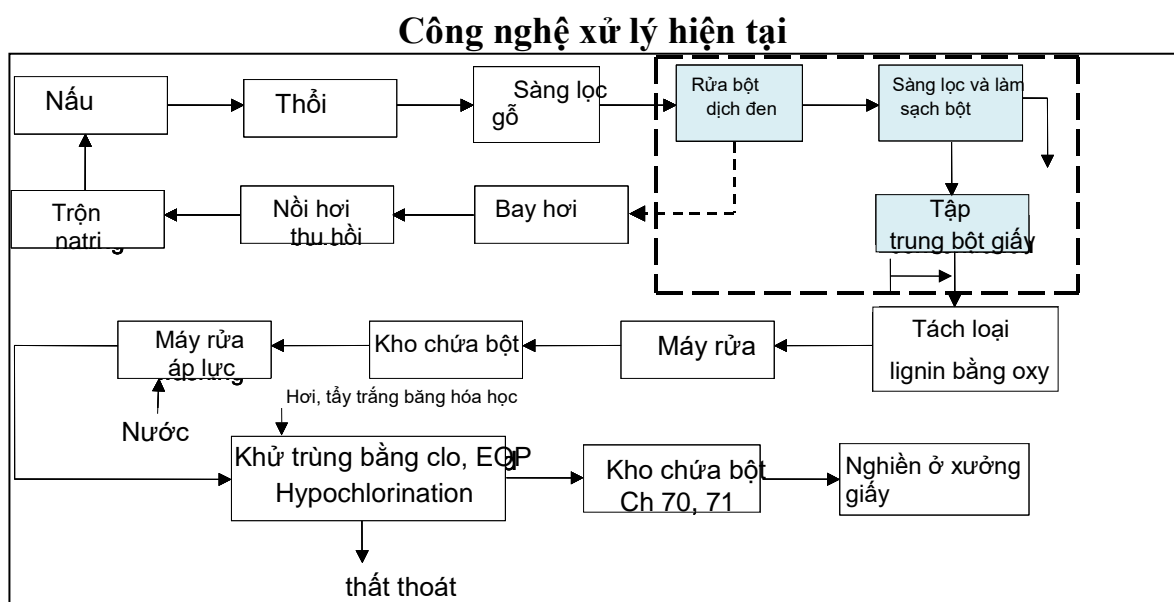 Công nghệ xử lý hiện tại
Nấu
Thổi
Sàng lọc
gỗ
Rửa bột
dịch đen
Sàng lọc và làm
sạch bột
Trộn
natri
Nồi hơi
thu hồi
Bay hơi
Tập
trung bột giấy
Máy rửa
áp lực
Kho chứa bột
Máy rửa
Tách loại
lignin bằng oxy
Hơi, tẩy trắng băng hóa học
Nước
Khử trùng bằng clo, EOP
Hypochlorination
Kho chứa bột
Ch 70, 71
Nghiền ở xưởng
giấy
thất thoát